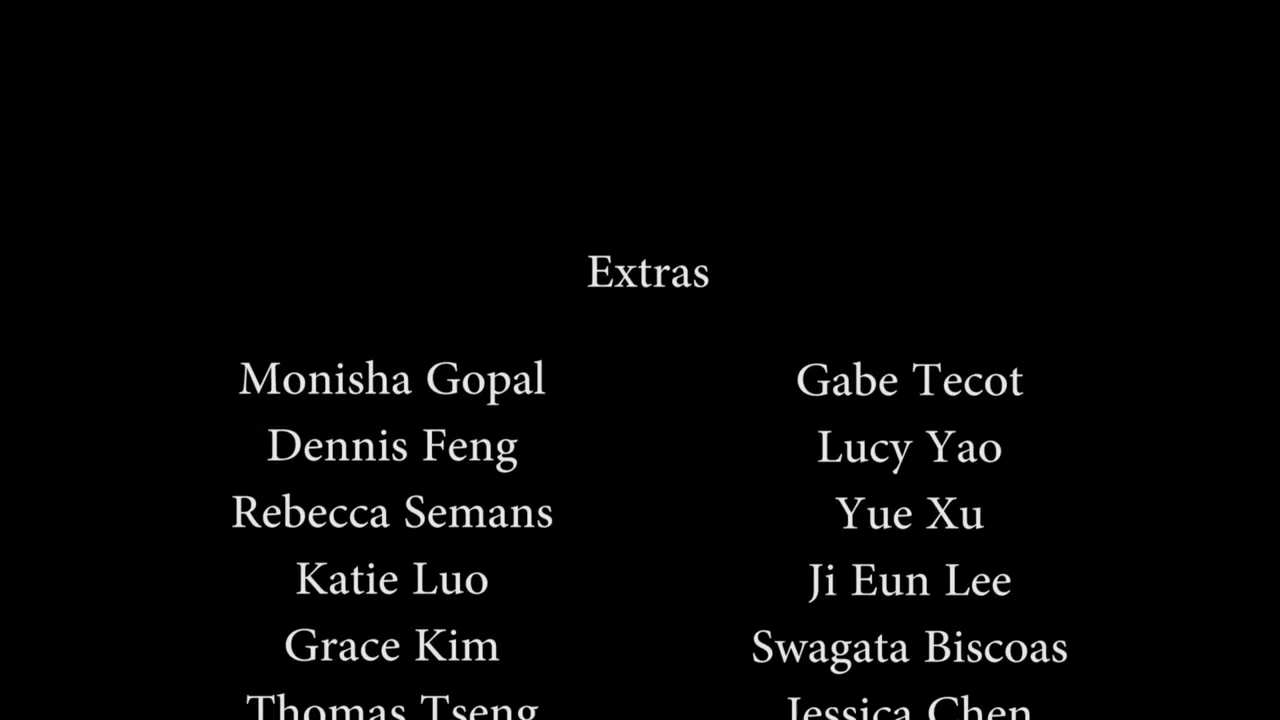 Extras
Monisha Gopal Gabe Tecot
Dennis Feng Lucy Yao
Rebecca Semans Yue Xu
Katie Luo Ji Eun Lee
Grace Kim Swagata Biscoas
Thomas Tseng Jessica Chen